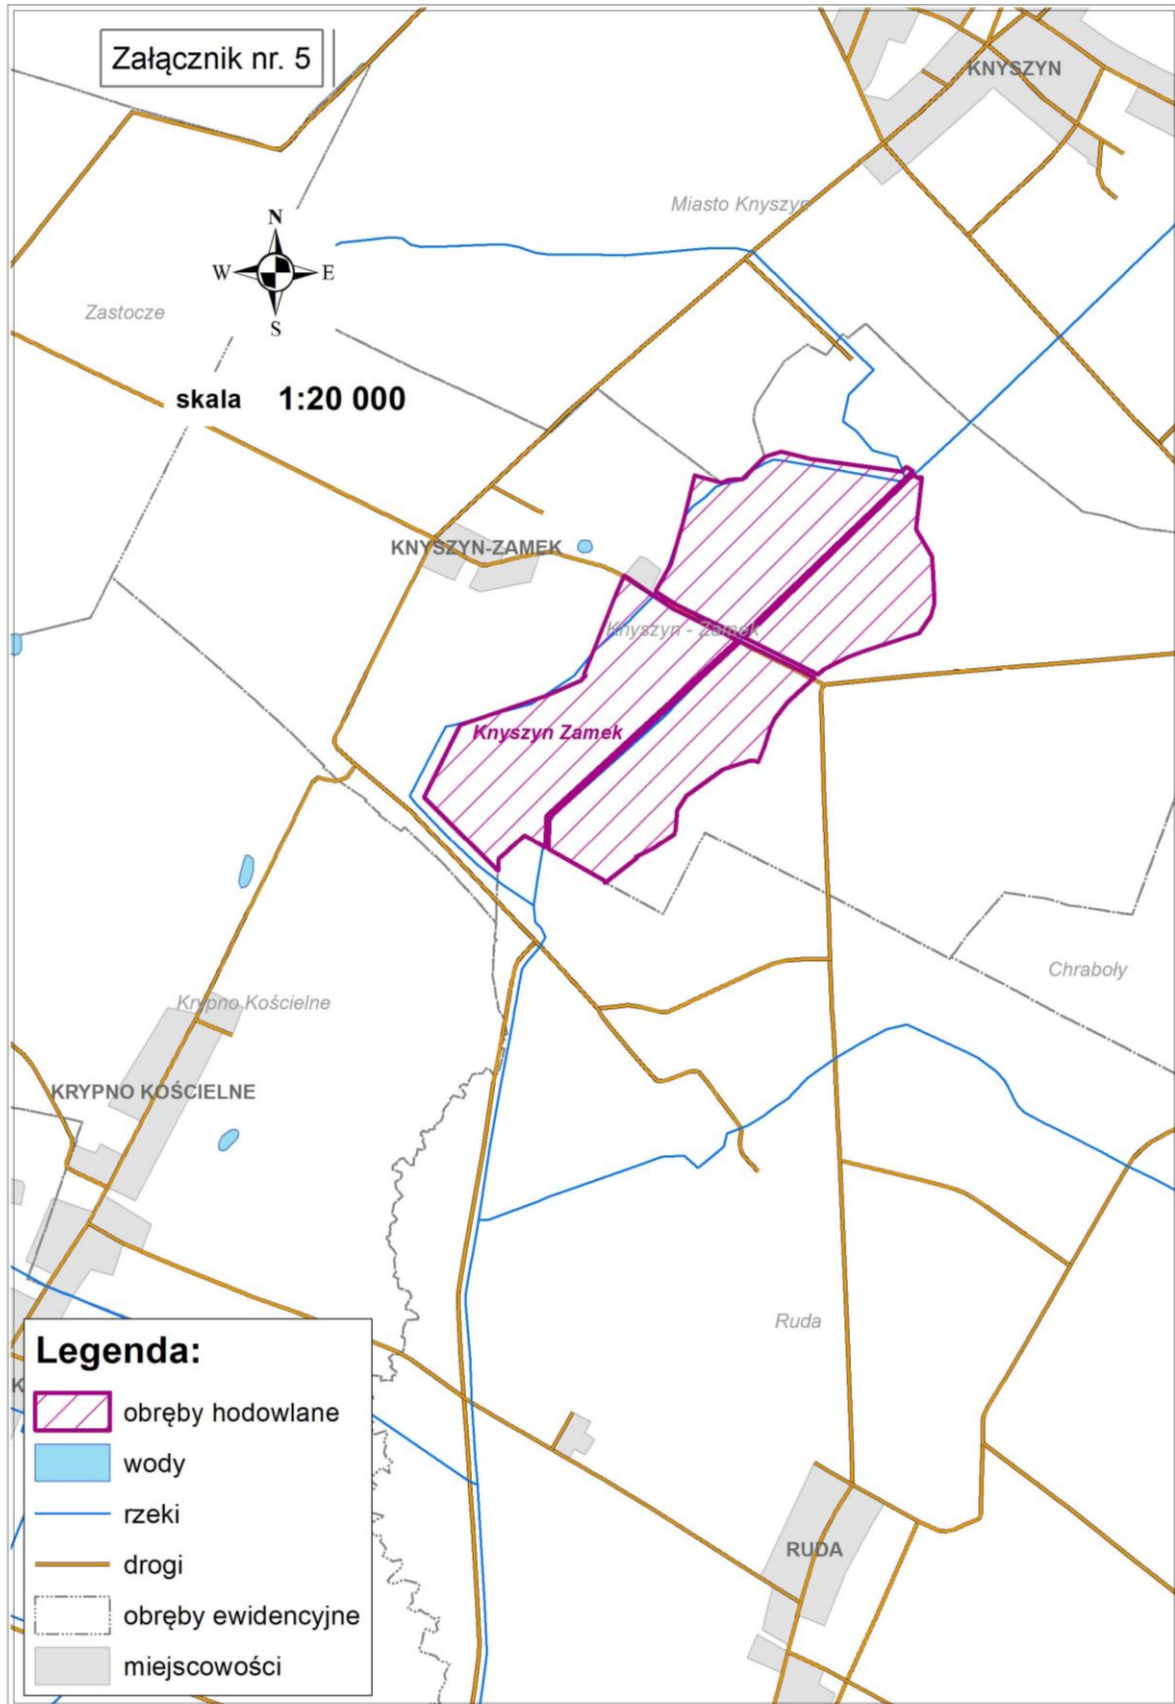 Załącznik nr. 5
KNYSZYN
Miasto Knyszyn
N
W E
S
Zastocze
skala 1:20 000
KNYSZYN-ZAMEK
Knyszyn - Zamek
Knyszyn Zamek
Chraboły
Krypno Kościelne
KRYPNO KOŚCIELNE
Ruda
K
Legenda:
obręby hodowlane
wody
rzeki
drogi
obręby ewidencyjne
miejscowości
RUDA